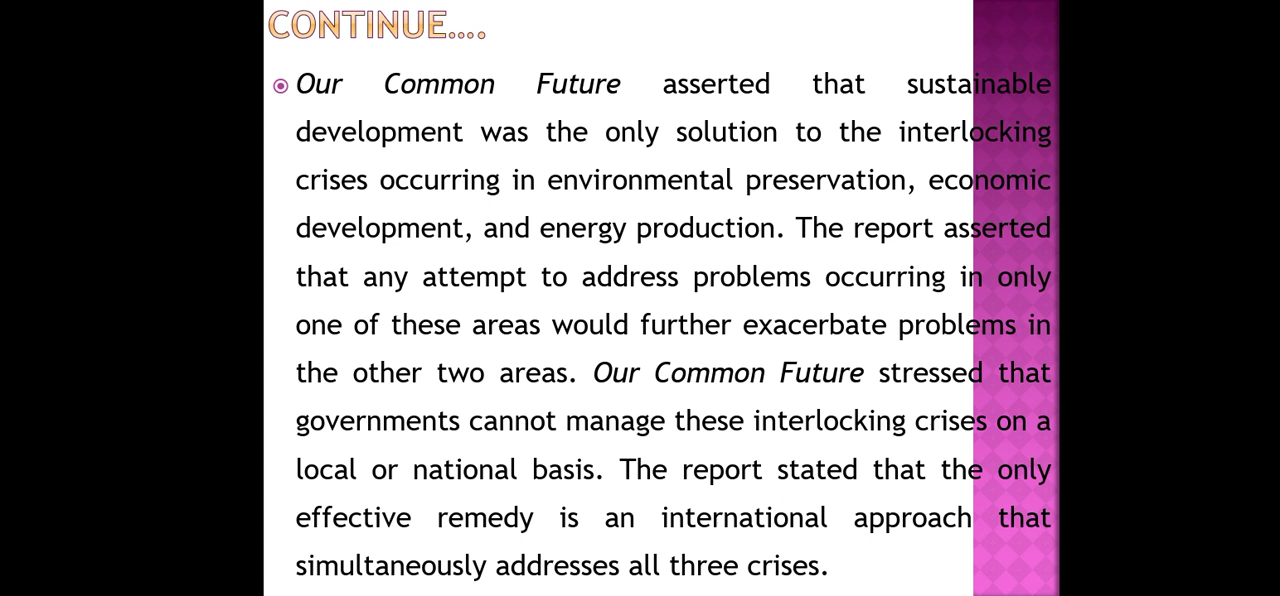 CONTINUE....
Our Common Future asserted that sustainable
development was the only solution to the interlocking
crises occurring in environmental preservation, economic
development, and energy production. The report asserted
that any attempt to address problems occurring in only
one of these areas would further exacerbate problems in
the other two areas. Our Common Future stressed that
governments cannot manage these interlocking crises on a
local or national basis. The report stated that the only
effective remedy is an international approach that
simultaneously addresses all three crises.